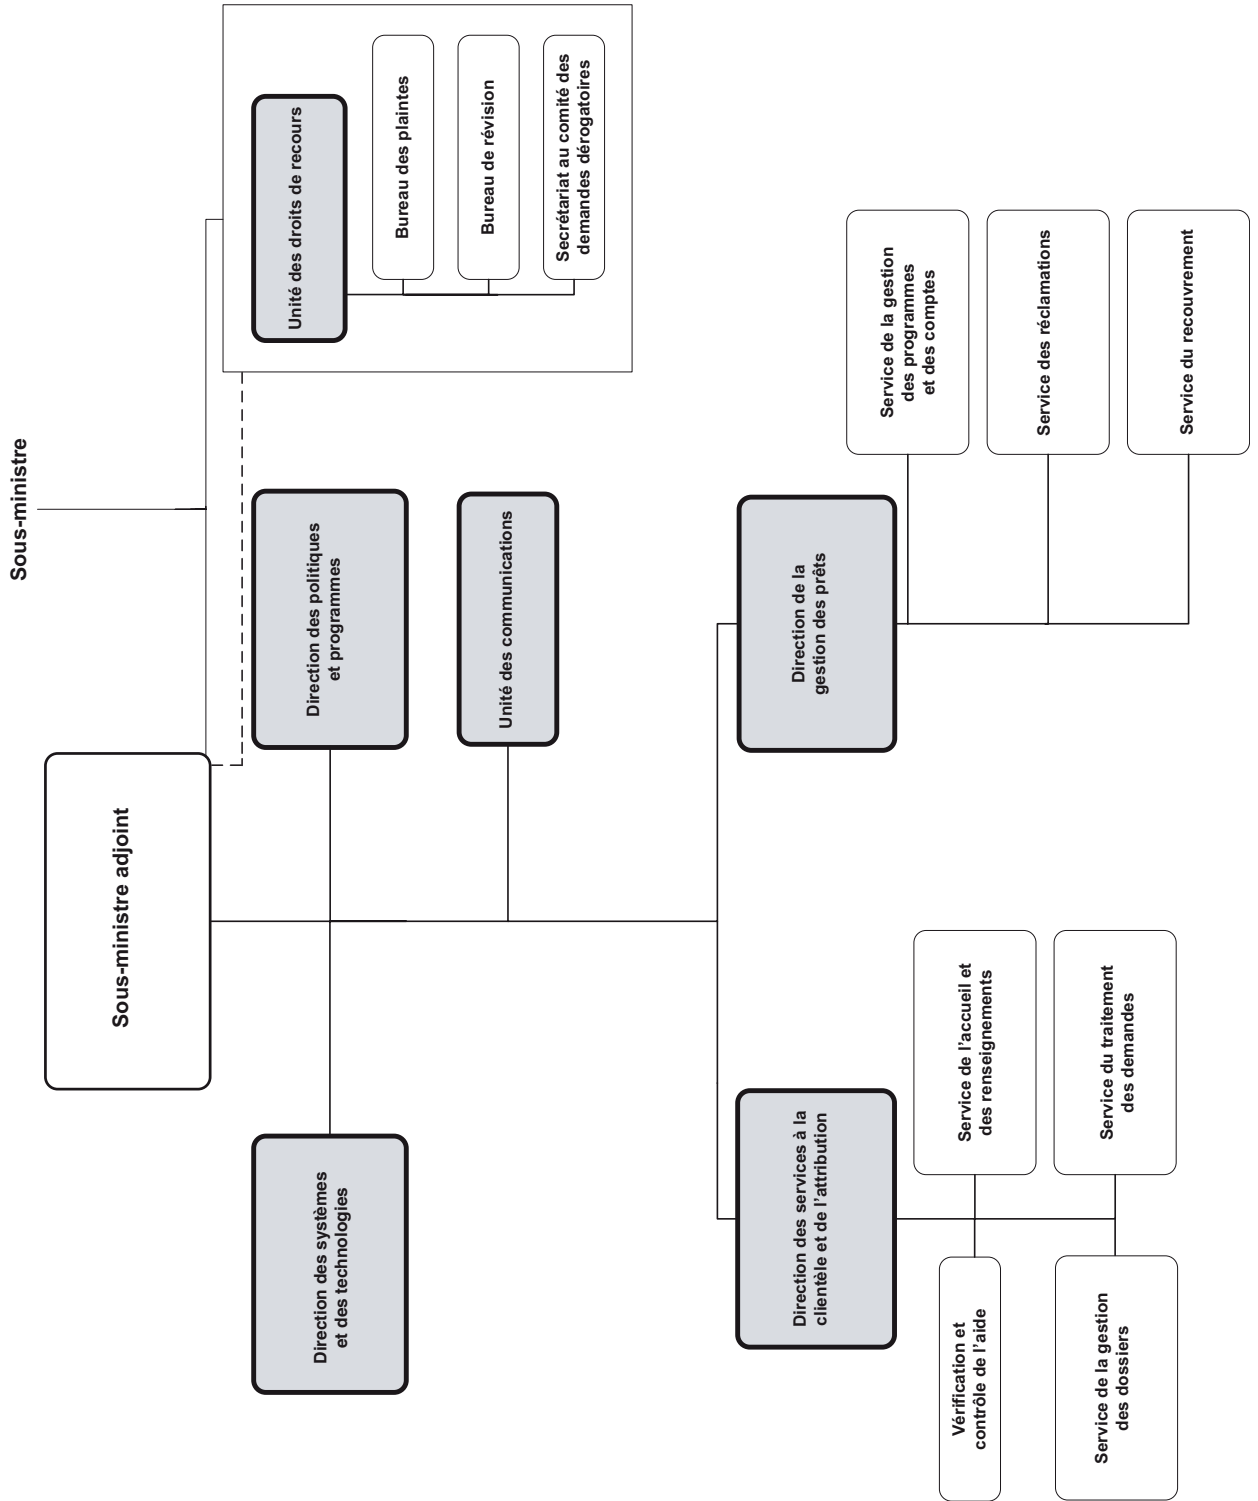 Sous-ministre
Sous-ministre adjoint
Unité des droits de recours
Bureau des plaintes
Bureau de révision
Secrétariat au comité des
demandes dérogatoires
Direction des systèmes
et des technologies
Direction des politiques
et programmes
Unité des communications
Direction des services à la
clientèle et de l'attribution
Vérification et
contrôle de l'aide
Service de l'accueil et
des renseignements
Service de la gestion
des dossiers
Service du traitement
des demandes
Direction de la
gestion des prêts
Service de la gestion
des programmes
et des comptes
Service des réclamations
Service du recouvrement